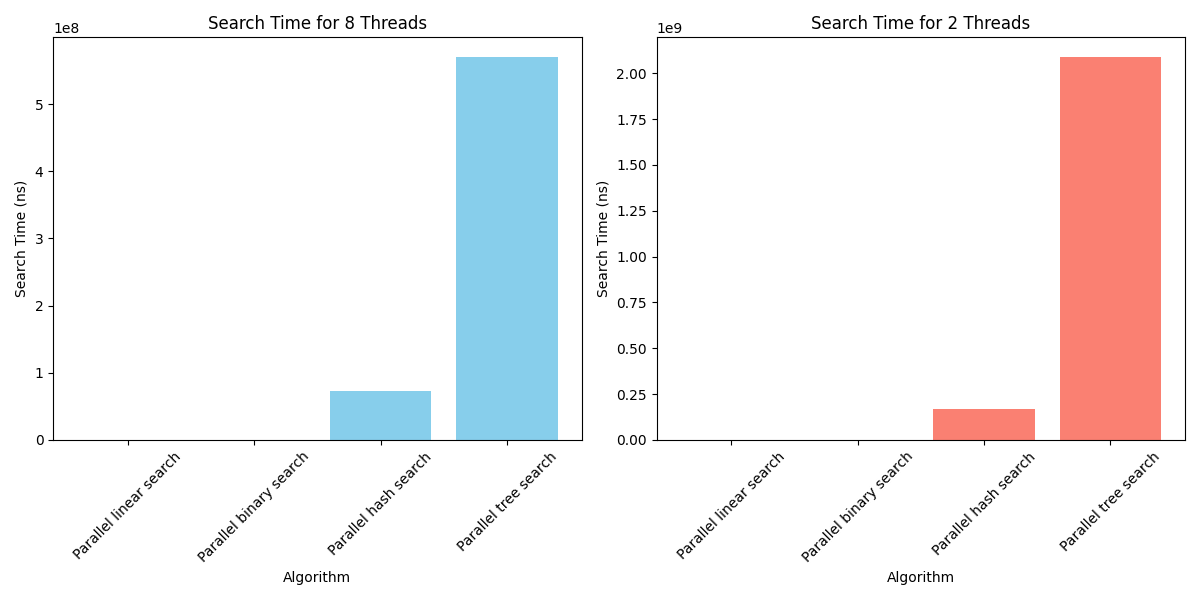 Search Time for 8 Threads
1e8
Search Time (ns)
5
4
3
2
1
0
Parallel linear search
Parallel binary search
Parallel hash search
Parallel tree search
Algorithm
Search Time for 2 Threads
1e9
Search Time (ns)
2.00
1.75
1.50
1.25
1.00
0.75
0.50
0.25
0.00
Parallel linear search
Parallel binary search
Parallel hash search
Parallel tree search
Algorithm